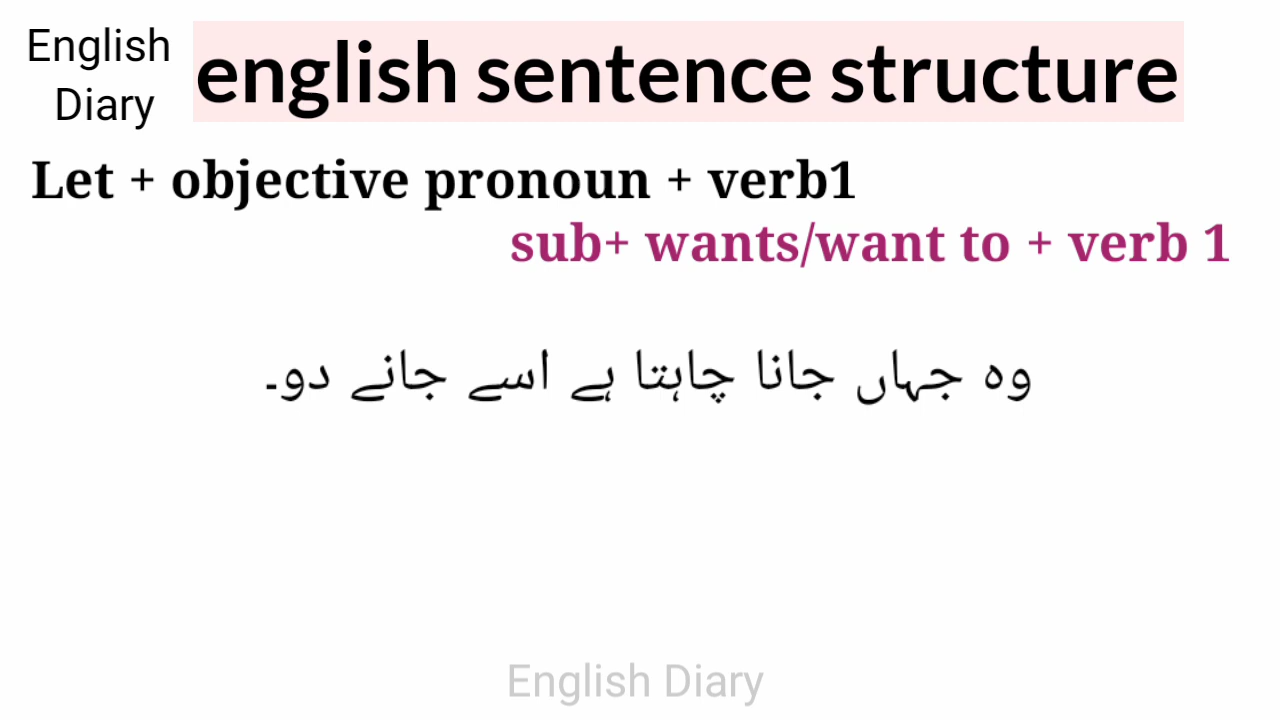 English
Diary
english sentence structure
Let + objective pronoun + verb1
sub+ wants/want to + verb 1
وہ جہاں جانا چاہتا ہے اسے جانے دو۔
English Diary